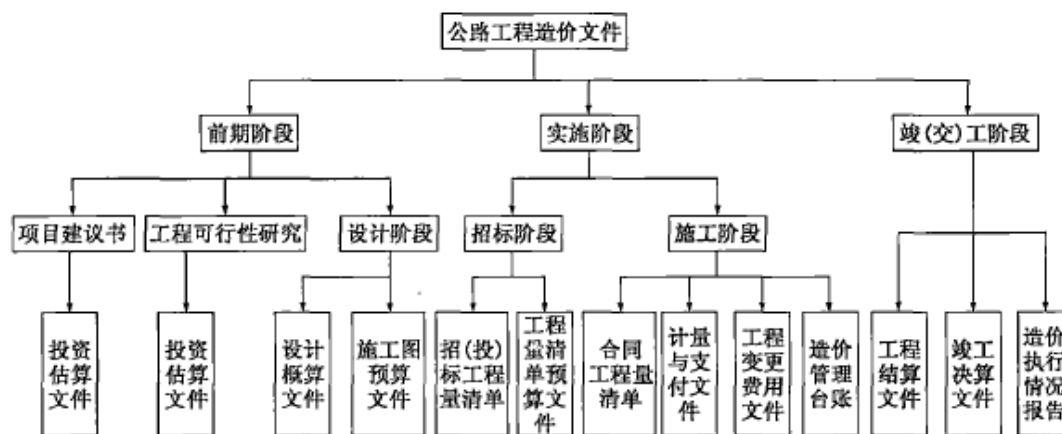 公路工程造价文件
前期阶段
实施阶段
竣(交)工阶段
项目建议书
工程可行性研究
设计阶段
招标阶段
施工阶段
投资
估算
文件
投资
估算
文件
设计
概算
文件
施工图
预算
文件
招(投)
标工程
量清单
工程
量清
单预
算文
件
合同
工程量
清单
计量
与支
付文
件
工程
变更
费用
文件
造价
管理
台账
工程
结算
文件
竣工
决算
文件
造价
执行
情况
报告